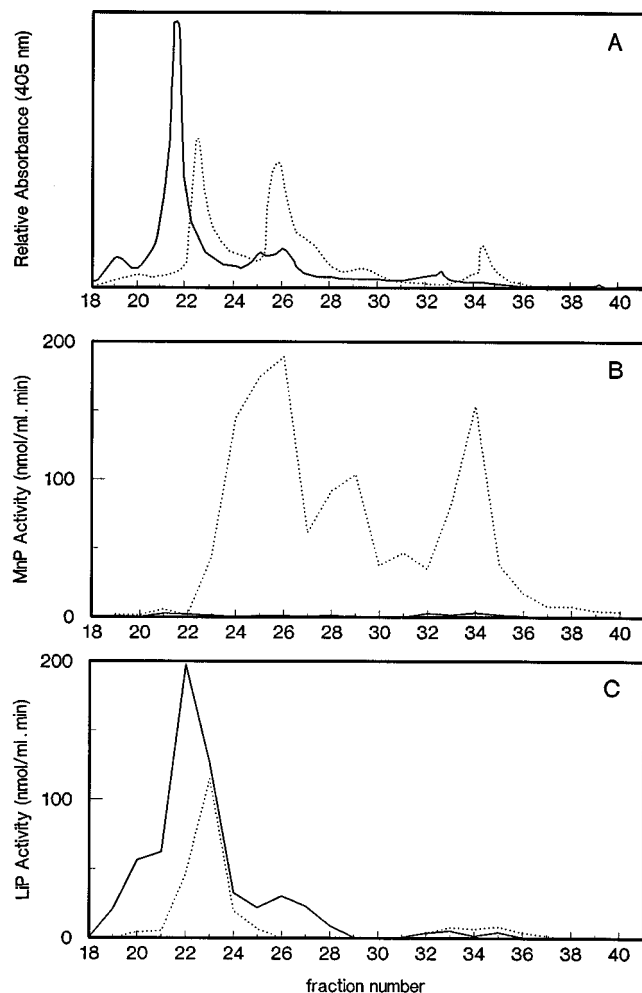 A
Relative Absorbance (405 nm)
18 20 22 24 26 28 30 32 34 36 38 40
B
MnP Activity (nmol/ml. min)
200
100
0
18 20 22 24 26 28 30 32 34 36 38 40
C
LiP Activity (nmol/ml. min)
200
100
0
18 20 22 24 26 28 30 32 34 36 38 40
fraction number